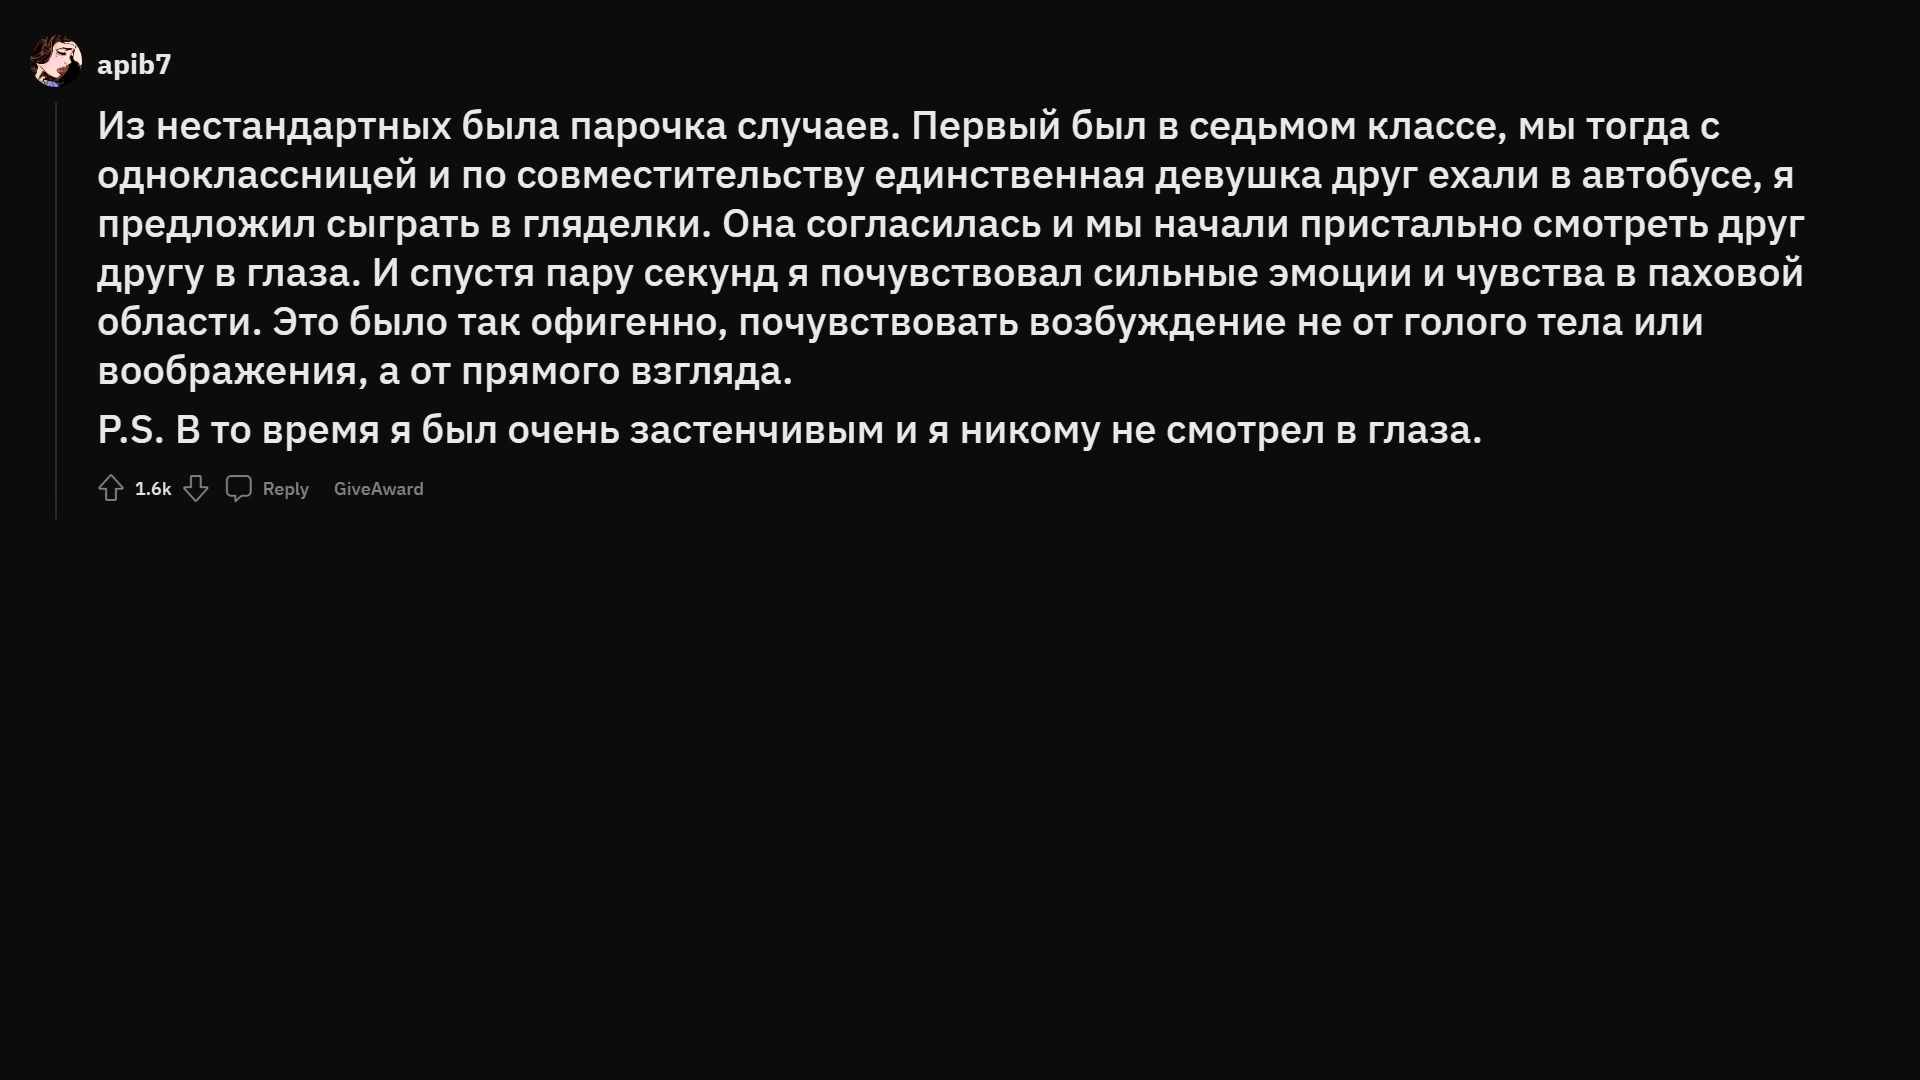 apib7
Из нестандартных была парочка случаев. Первый был в седьмом классе, мы тогда с
одноклассницей и по совместительству единственная девушка друг ехали в автобусе, я
предложил сыграть в гляделки. Она согласилась и мы начали пристально смотреть друг
другу в глаза. И спустя пару секунд я почувствовал сильные эмоции и чувства в паховой
области. Это было так офигенно, почувствовать возбуждение не от голого тела или
воображения, а от прямого взгляда.
P.S. В то время я был очень застенчивым и я никому не смотрел в глаза.
1.6k Reply GiveAward